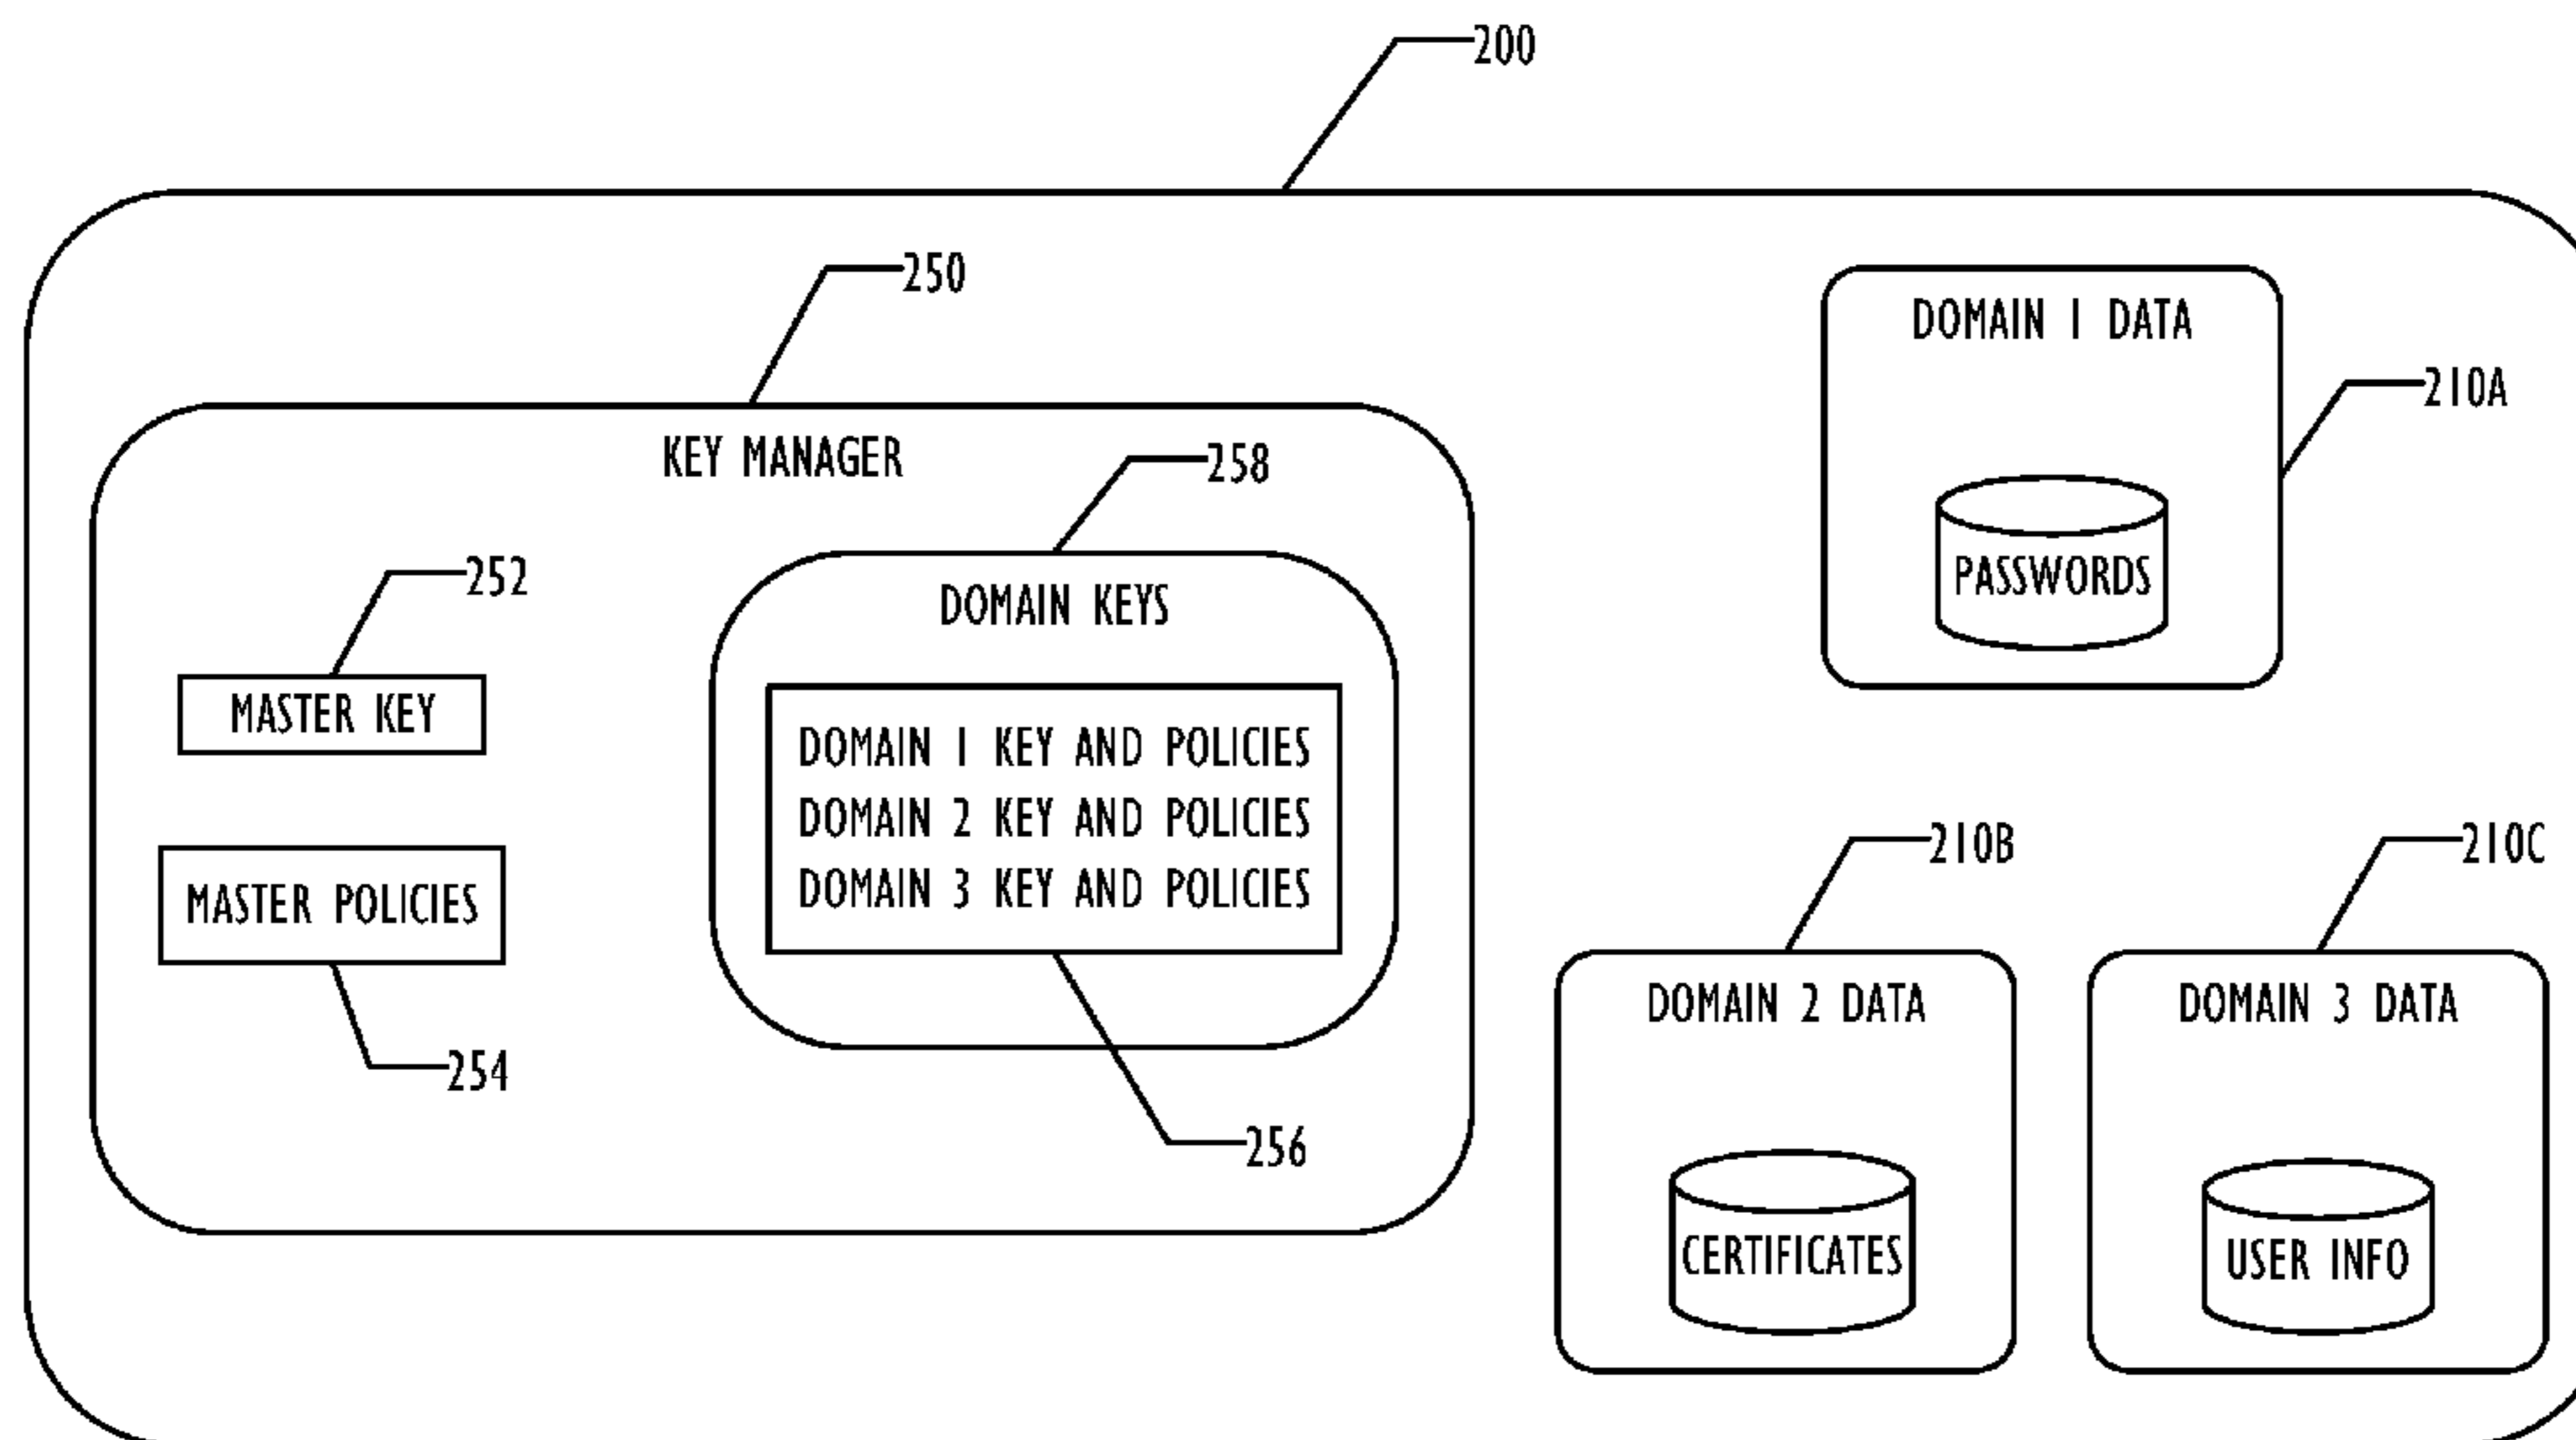 200
250
DOMAIN 1 DATA
210A
KEY MANAGER
258
PASSWORDS
252
DOMAIN KEYS
MASTER KEY
DOMAIN 1 KEY AND POLICIES
DOMAIN 2 KEY AND POLICIES
DOMAIN 3 KEY AND POLICIES
210B
210C
MASTER POLICIES
DOMAIN 2 DATA
DOMAIN 3 DATA
254
256
CERTIFICATES
USER INFO